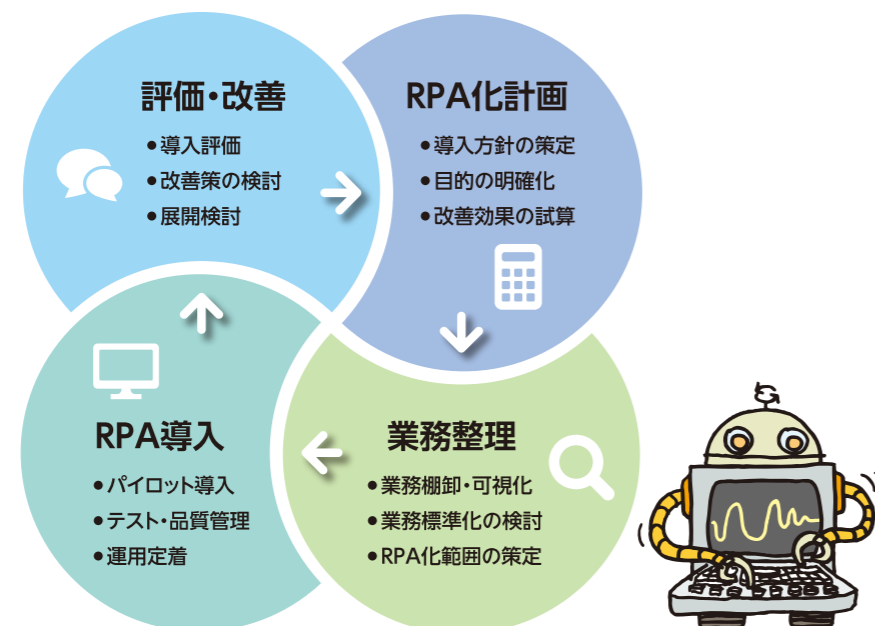 評価・改善
●導入評価
●改善策の検討
●展開検討
RPA化計画
●導入方針の策定
●目的の明確化
●改善効果の試算
RPA導入
●パイロット導入
●テスト・品質管理
●運用定着
業務整理
●業務棚卸・可視化
●業務標準化の検討
●RPA化範囲の策定